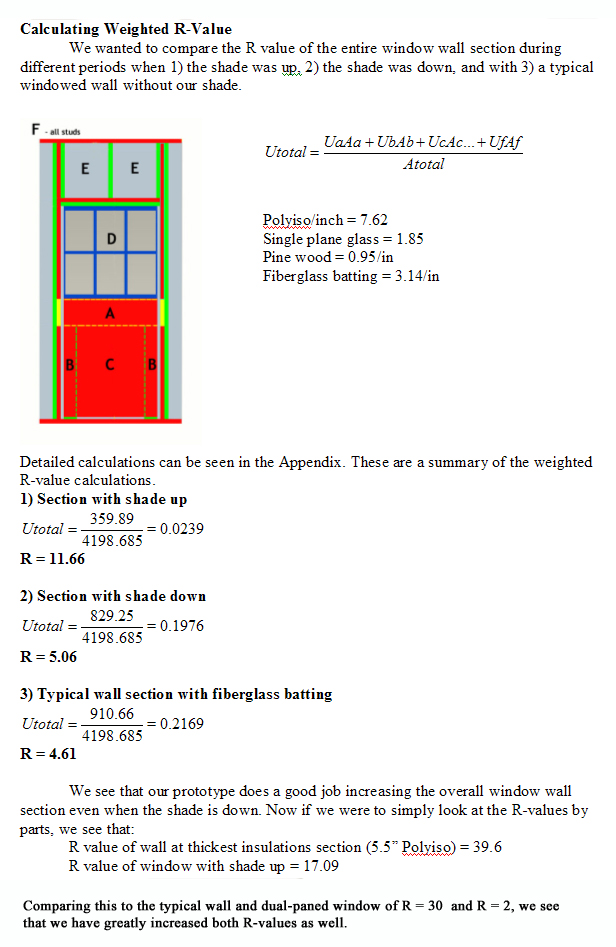 Calculating Weighted R-Value
We wanted to compare the R value of the entire window wall section during
different periods when 1) the shade was up, 2) the shade was down, and with 3) a typical
windowed wall without our shade.
F - all studs
E E
D
A
B C B
Utotal = UaAa + UbAb + UcAc... + UfAf
Atotal
Polyiso/inch = 7.62
Single plane glass = 1.85
Pine wood = 0.95/in
Fiberglass batting = 3.14/in
Detailed calculations can be seen in the Appendix. These are a summary of the weighted
R-value calculations.
1) Section with shade up
Utotal = 359.89 / 4198.685 = 0.0239
R = 11.66
2) Section with shade down
Utotal = 829.25 / 4198.685 = 0.1976
R = 5.06
3) Typical wall section with fiberglass batting
Utotal = 910.66 / 4198.685 = 0.2169
R = 4.61
We see that our prototype does a good job increasing the overall window wall
section even when the shade is down. Now if we were to simply look at the R-values by
parts, we see that:
R value of wall at thickest insulations section (5.5" Polyiso) = 39.6
R value of window with shade up = 17.09
Comparing this to the typical wall and dual-paned window of R = 30 and R = 2, we see
that we have greatly increased both R-values as well.